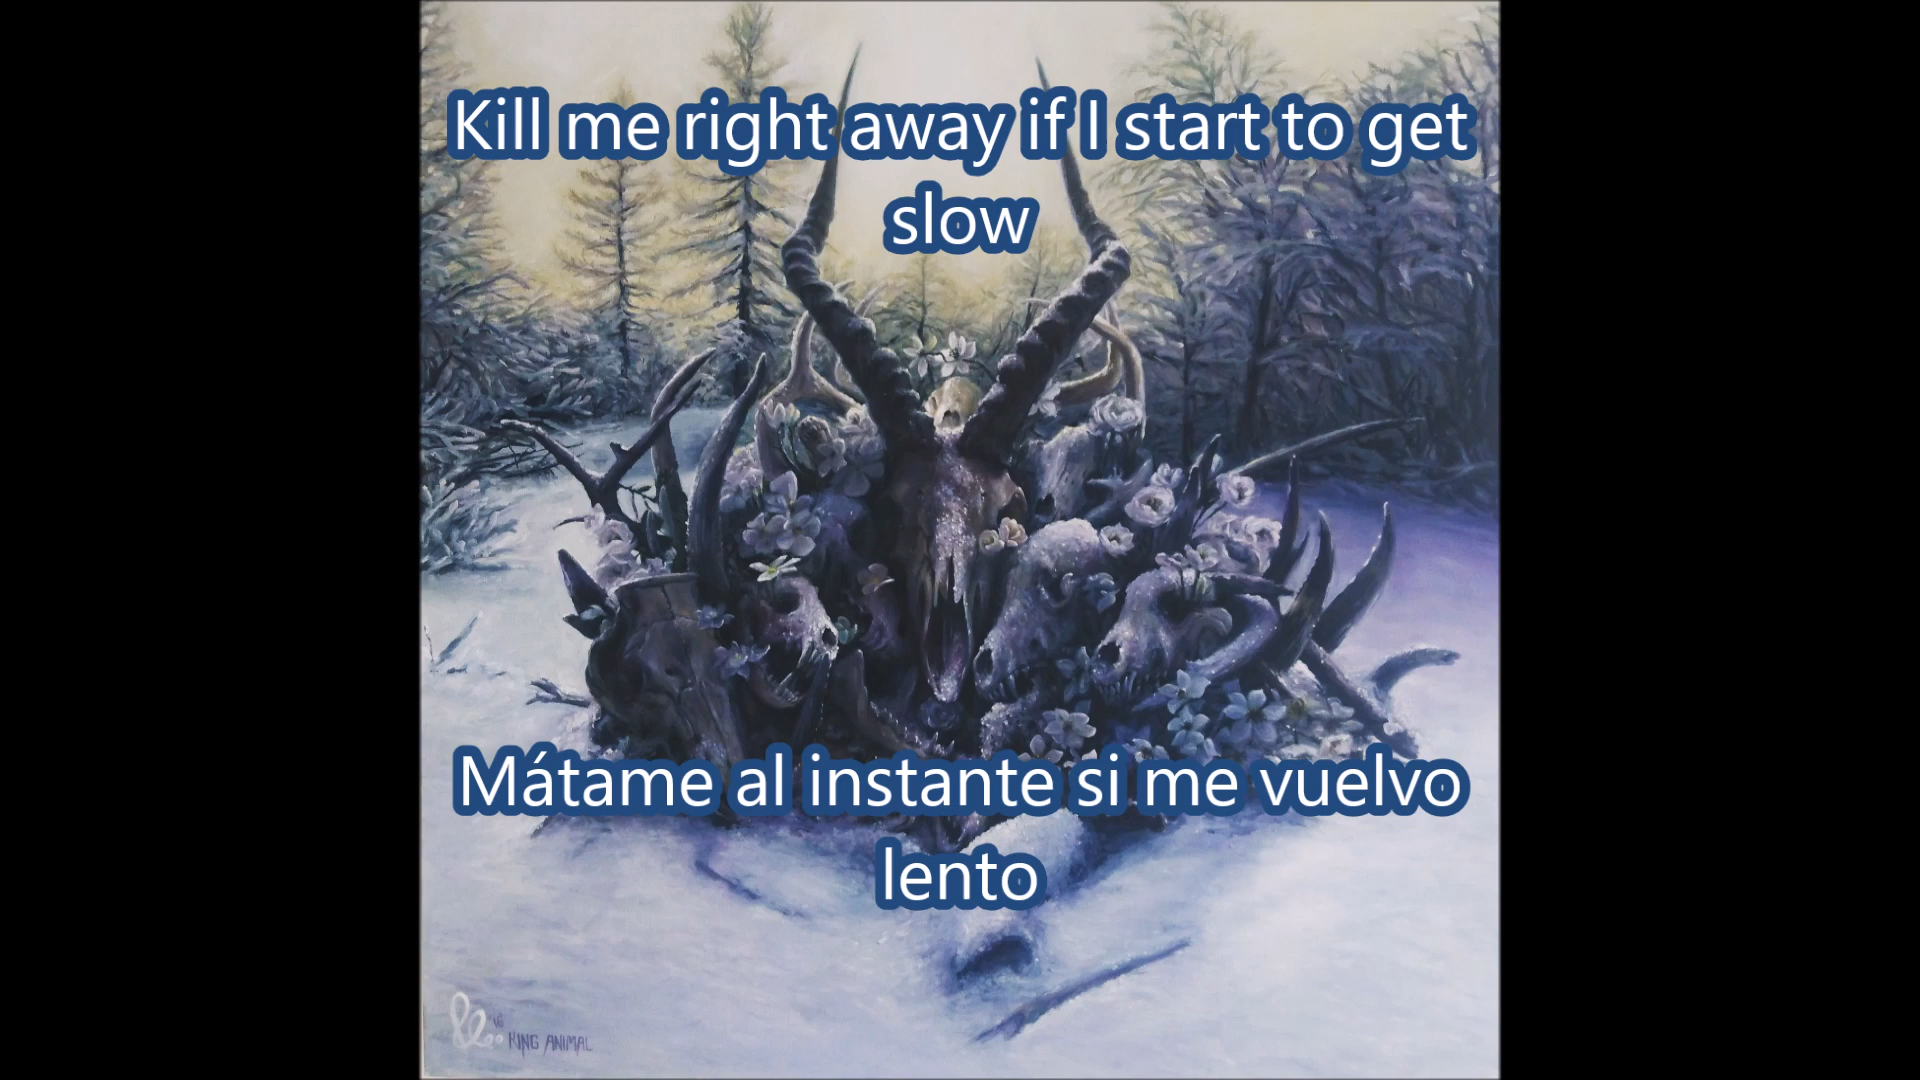 Kill me right away if I start to get
slow
Mátame al instante si me vuelvo
lento
KING ANIMAL